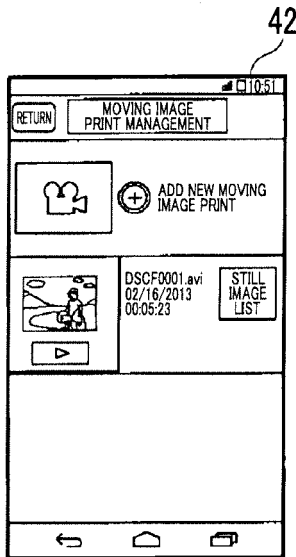 42
10:51
RETURN
MOVING IMAGE
PRINT MANAGEMENT
ADD NEW MOVING
IMAGE PRINT
DSCF0001.avi
02/16/2013
00:05:23
STILL
IMAGE
LIST